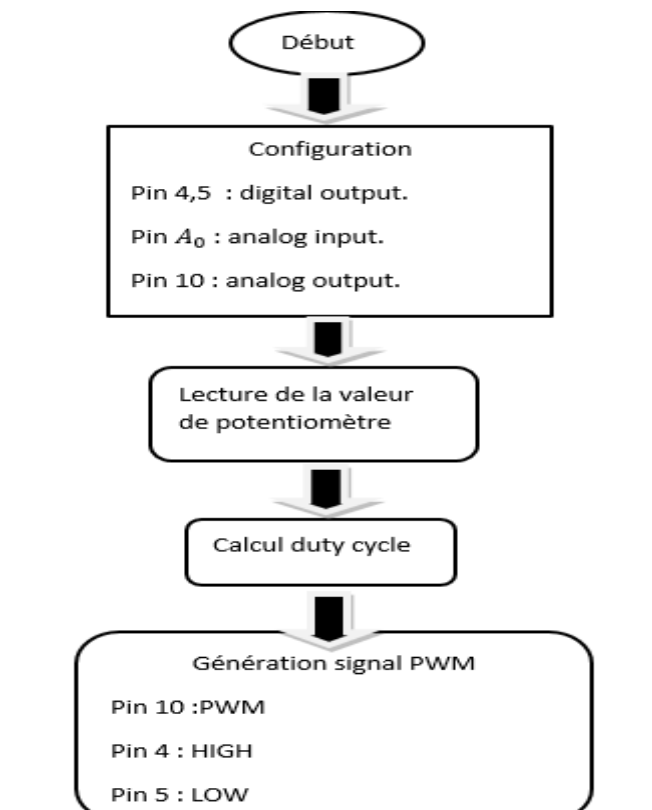 Début
Configuration
Pin 4,5 : digital output.
Pin A₀ : analog input.
Pin 10 : analog output.
Lecture de la valeur
de potentiomètre
Calcul duty cycle
Génération signal PWM
Pin 10 :PWM
Pin 4 : HIGH
Pin 5 : LOW